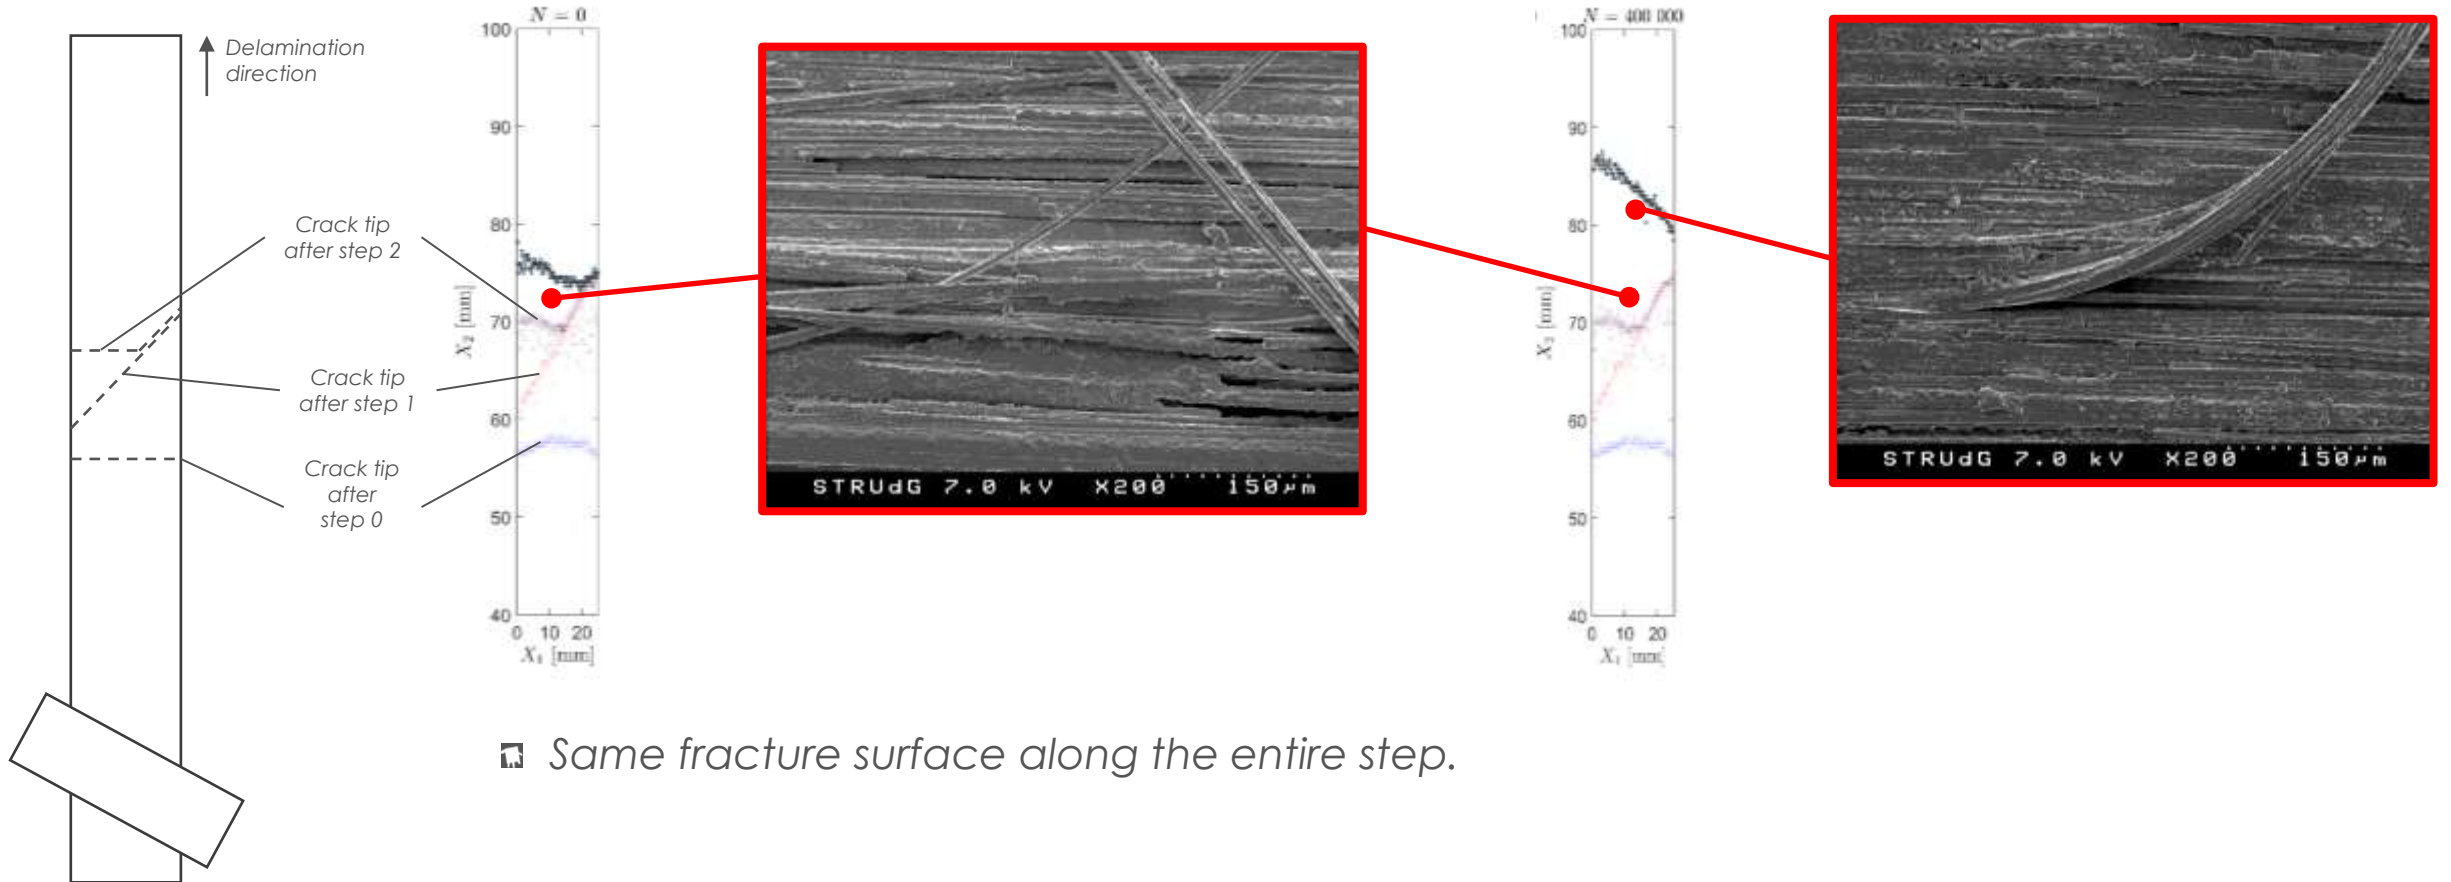 Delamination
direction
Crack tip
after step 2
Crack tip
after step 1
Crack tip
after
step 0
N = 0
100
90
80
70
60
50
40
0 10 20
X₂ [mm]
X₁ [mm]
STRUdG 7.0 kV X200 150µm
N = 400 000
100
90
80
70
60
50
40
0 10 20
X₂ [mm]
X₁ [mm]
STRUdG 7.0 kV X200 150µm
Same fracture surface along the entire step.